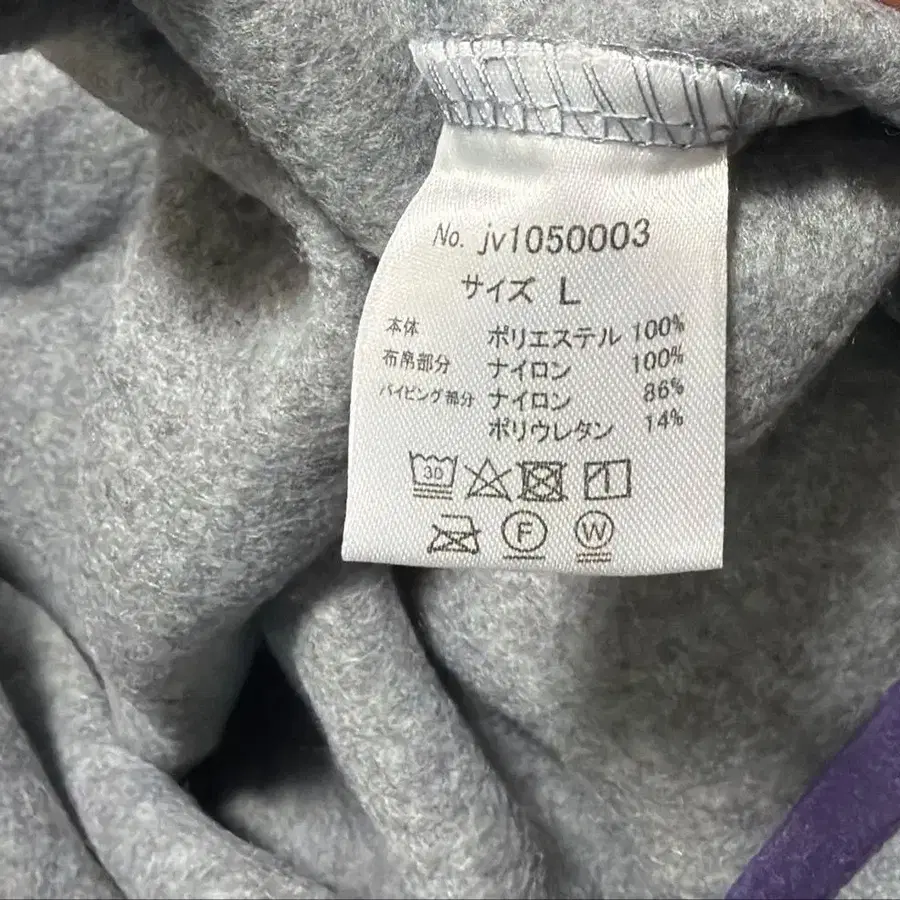 No. jv1050003
サイズ L
本体 ポリエステル 100%
布帛部分 ナイロン 100%
パイピング部分 ナイロン 86%
ポリウレタン 14%
30
F W